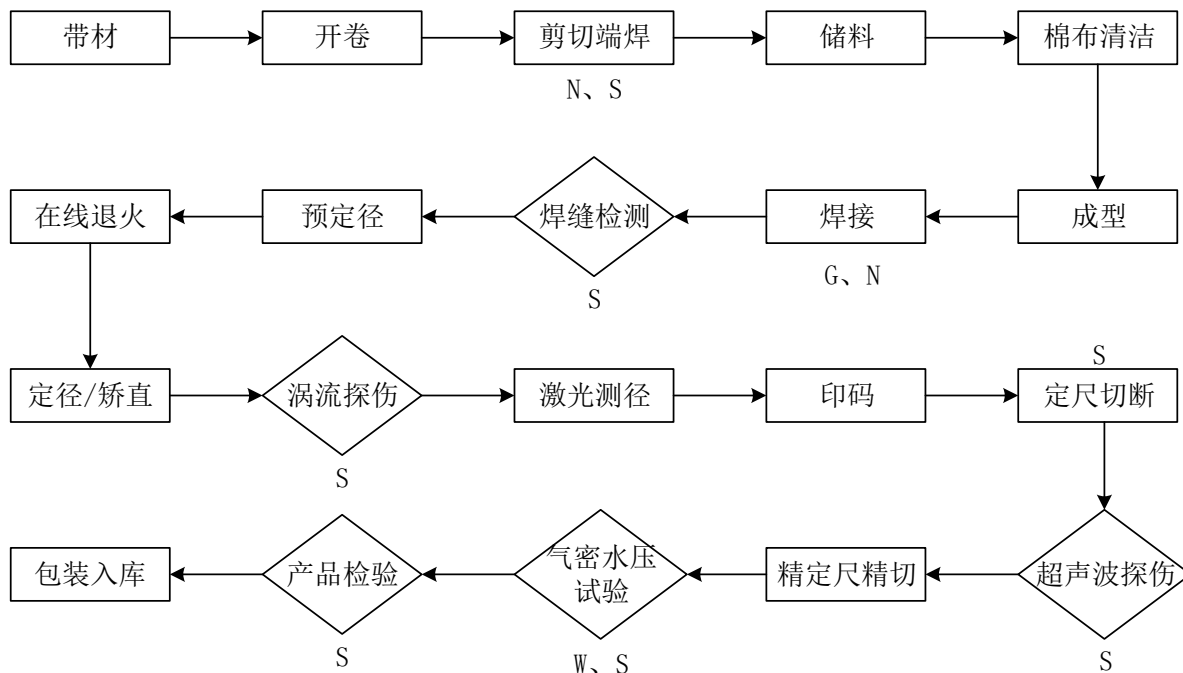 带材
开卷
剪切端焊
储料
棉布清洁
N、S
在线退火
预定径
焊缝检测
焊接
成型
S
G、N
定径/矫直
涡流探伤
激光测径
印码
S
定尺切断
S
包装入库
产品检验
气密水压
试验
精定尺精切
超声波探伤
S
W、S
S